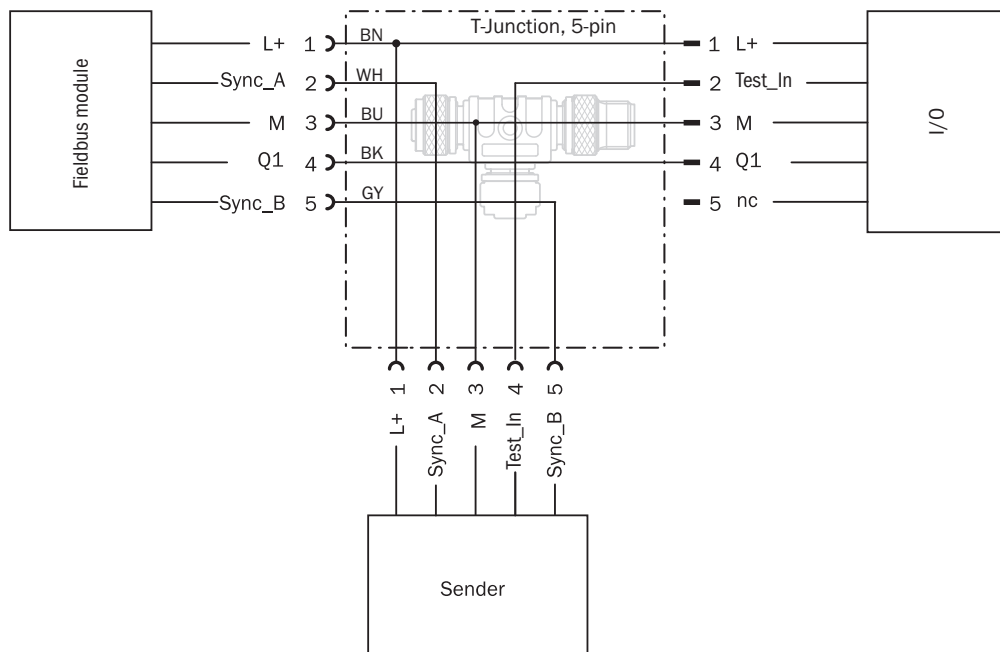 T-Junction, 5-pin
L+ 1 BN 1 L+
Sync_A 2 WH 2 Test_In
M 3 BU 3 M
Q1 4 BK 4 Q1
Sync_B 5 GY 5 nc
Fieldbus module
I/O
1 2 3 4 5
L+ Sync_A M Test_In Sync_B
Sender